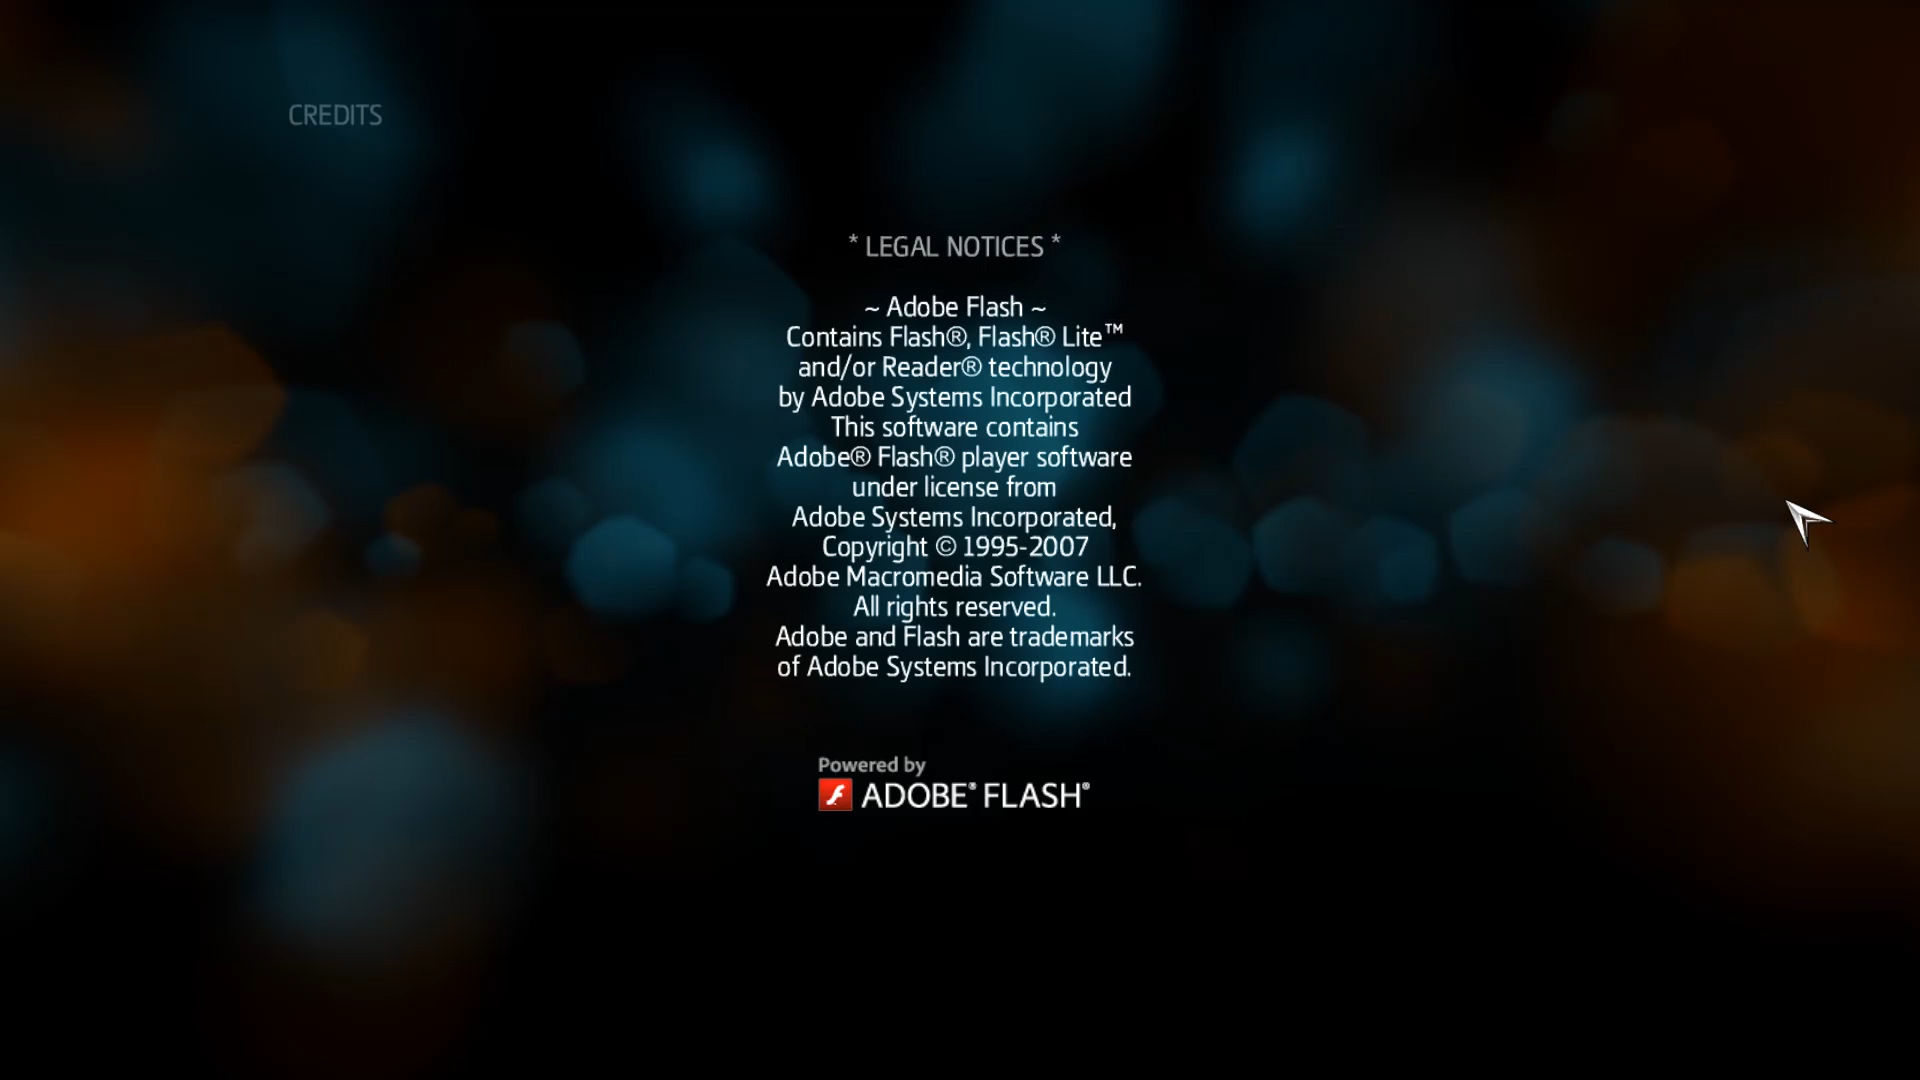 CREDITS
* LEGAL NOTICES *
~ Adobe Flash ~
Contains Flash®, Flash® Lite™
and/or Reader® technology
by Adobe Systems Incorporated
This software contains
Adobe® Flash® player software
under license from
Adobe Systems Incorporated,
Copyright © 1995-2007
Adobe Macromedia Software LLC.
All rights reserved.
Adobe and Flash are trademarks
of Adobe Systems Incorporated.
Powered by
ADOBE® FLASH®